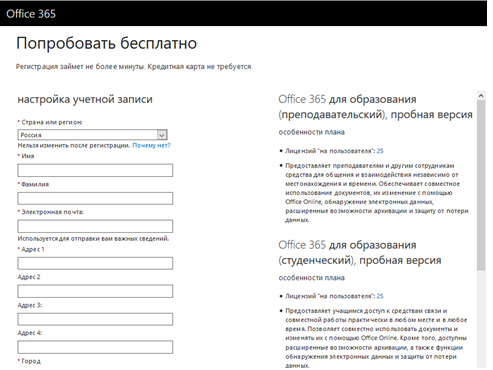 Office 365
Попробовать бесплатно
Регистрация займет не более минуты. Кредитная карта не требуется.
настройка учетной записи
* Страна или регион:
Россия
Нельзя изменить после регистрации. Почему нет?
* Имя
* Фамилия
* Электронная почта:
Используется для отправки вам важных сведений.
* Адрес 1
Адрес 2
Адрес 3:
Адрес 4:
* Город
Office 365 для образования
(преподавательский), пробная версия
особенности плана
• Лицензий "на пользователя": 25
• Предоставляет преподавателям и другим сотрудникам
средства для общения и взаимодействия независимо от
местонахождения и времени. Обеспечивает совместное
использование документов, их изменение с помощью
Office Online, обнаружение электронных данных,
расширенные возможности архивации и защиту от потери
данных.
Office 365 для образования
(студенческий), пробная версия
особенности плана
• Лицензий "на пользователя": 25
• Предоставляет учащимся доступ к средствам связи и
совместной работы практически в любом месте и в любое
время. Позволяет совместно использовать документы и
изменять их с помощью Office Online. Кроме того, доступны
расширенные возможности архивации, а также функции
обнаружения электронных данных и защиты от потери
данных.